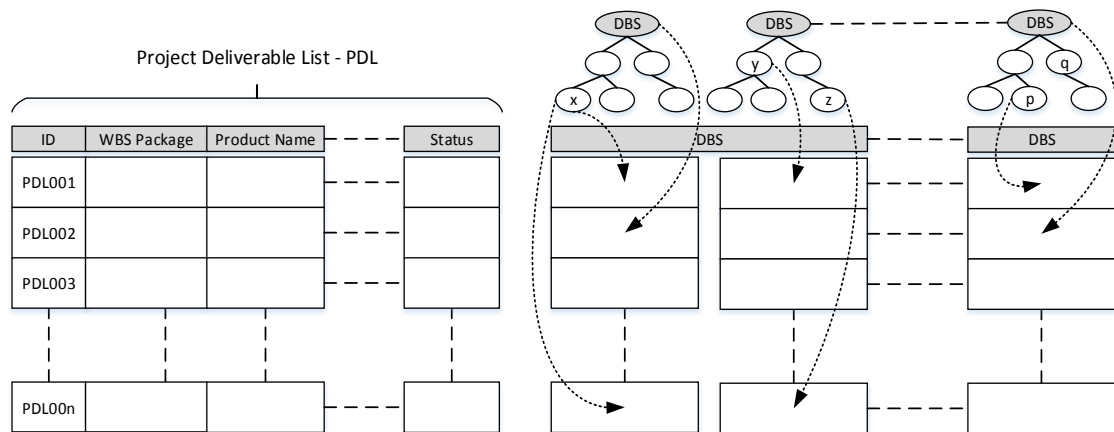 DBS DBS DBS
Project Deliverable List - PDL
y q
x z p
ID WBS Package Product Name Status DBS DBS
PDL001
PDL002
PDL003
PDL00n